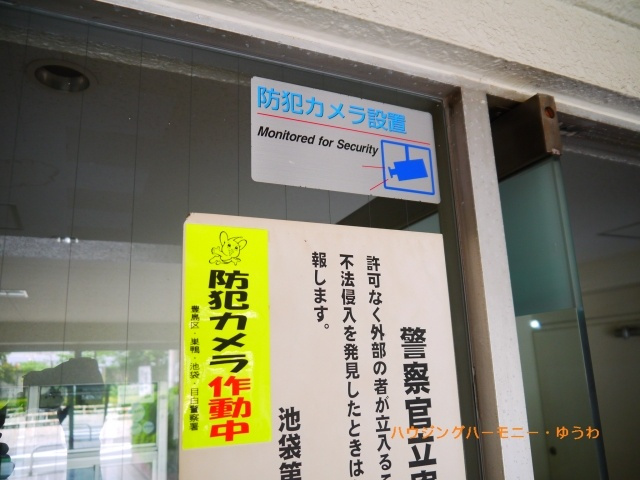 防犯カメラ設置
Monitored for Security
防犯カメラ作動中
豊島区・巣鴨・池袋・目白警察署
警察官立
許可なく外部の者が立入るこ
不法侵入を発見したときは
報します。
池袋第
ハウジングハーモニー・ゆうわ